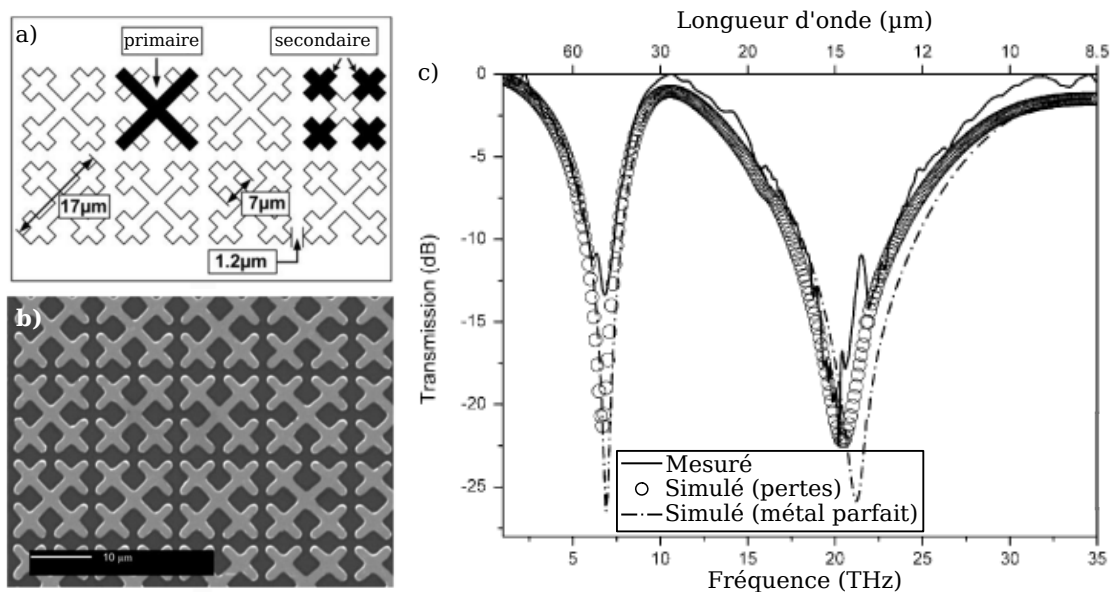 a)
primaire
secondaire
17µm
7µm
1.2µm
b)
10 µm
c)
Longueur d'onde (µm)
60 30 15 12 10 8.5
Transmission (dB)
0
-5
-10
-15
-20
-25
Mesuré
Simulé (pertes)
Simulé (métal parfait)
5 10 15 20 25 30 35
Fréquence (THz)